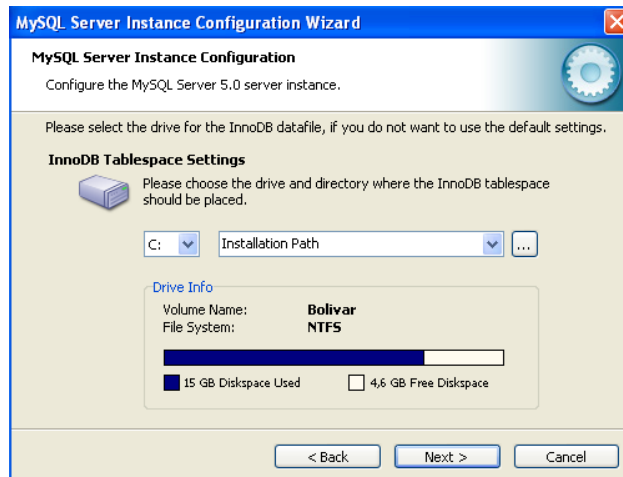 MySQL Server Instance Configuration Wizard
MySQL Server Instance Configuration
Configure the MySQL Server 5.0 server instance.
Please select the drive for the InnoDB datafile, if you do not want to use the default settings.
InnoDB Tablespace Settings
Please choose the drive and directory where the InnoDB tablespace
should be placed.
C: Installation Path ...
Drive Info
Volume Name: Bolivar
File System: NTFS
15 GB Diskspace Used 4,6 GB Free Diskspace
< Back Next > Cancel